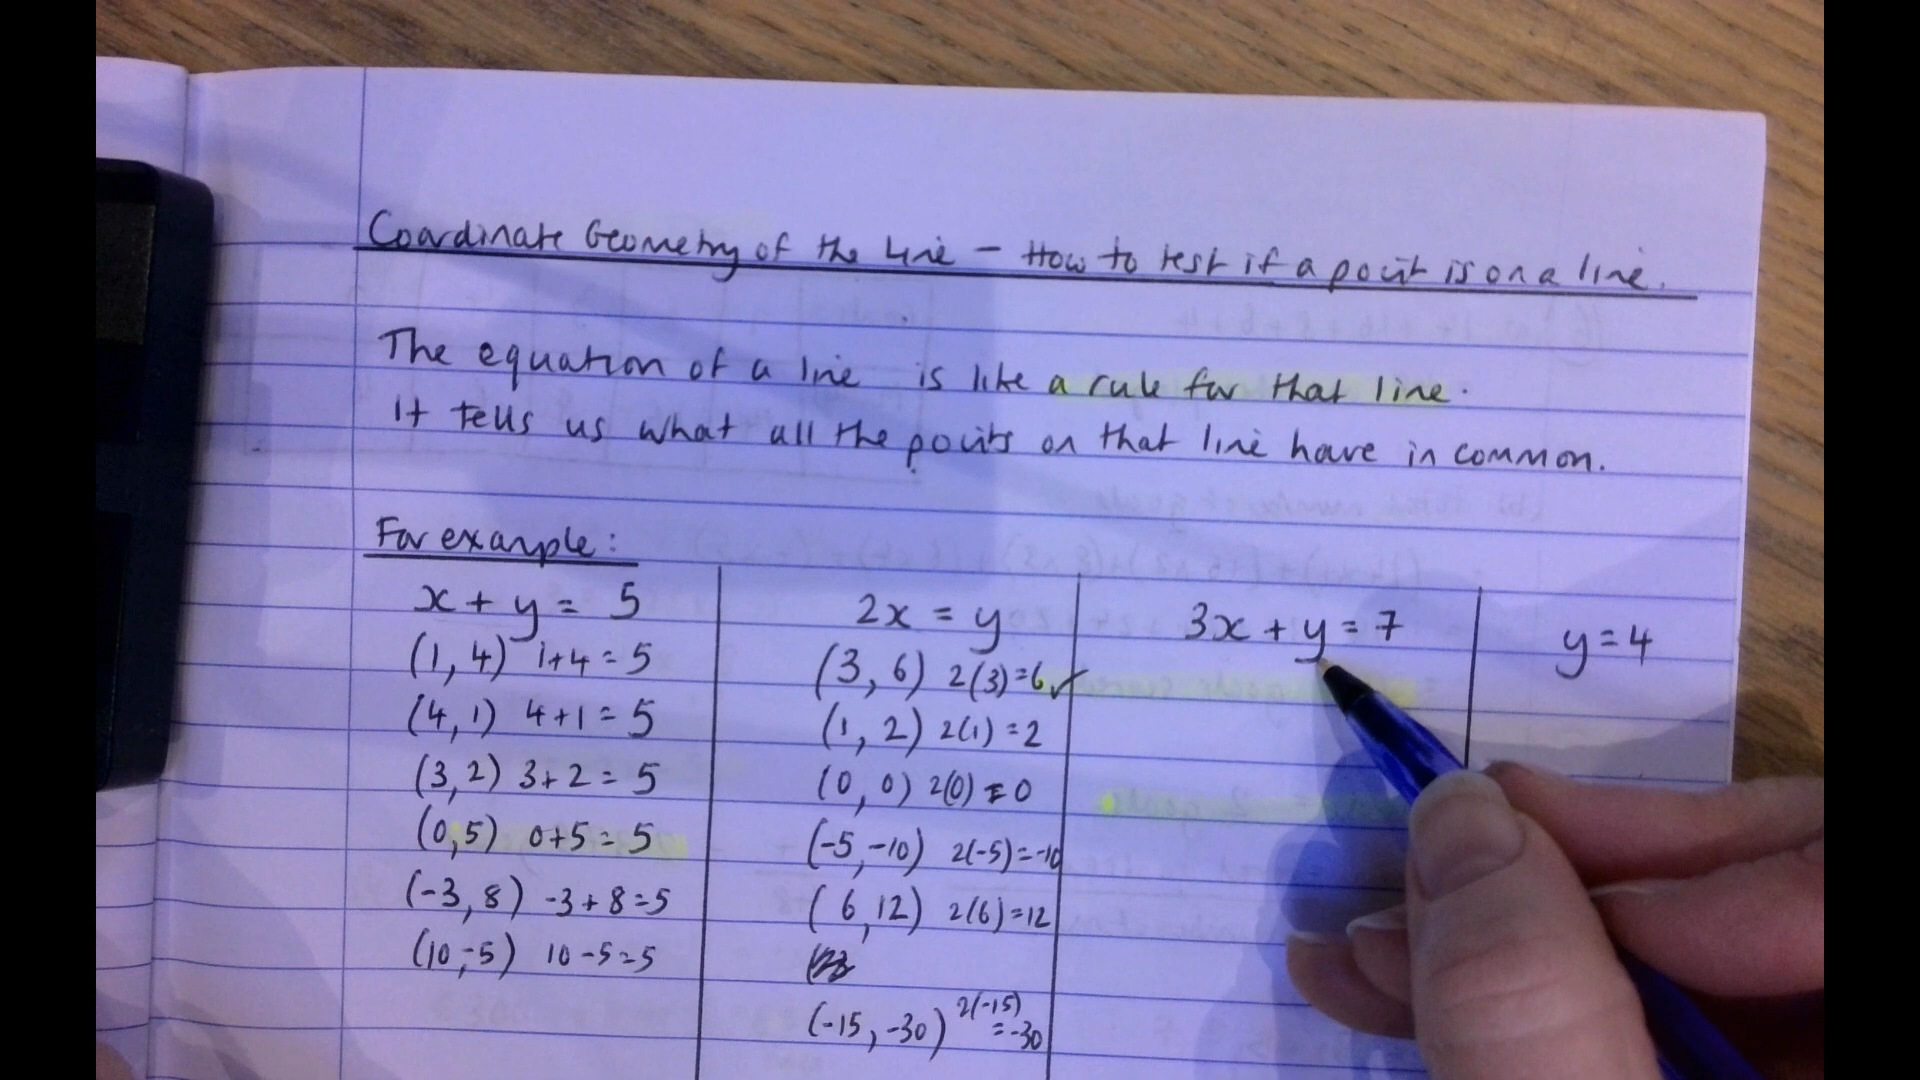 Coordinate Geometry of the Line - How to test if a point is on a line.
The equation of a line is like a rule for that line.
It tells us what all the points on that line have in common.
For example:
x + y = 5
(1, 4) 1+4=5
(4, 1) 4+1=5
(3, 2) 3+2=5
(0,5) 0+5=5
(-3, 8) -3+8=5
(10,-5) 10-5=5
2x = y
(3, 6) 2(3)=6✓
(1, 2) 2(1)=2
(0, 0) 2(0)=0
(-5,-10) 2(-5)=-10
(6,12) 2(6)=12
(-15, -30) 2(-15)
=-30
3x + y = 7
y = 4